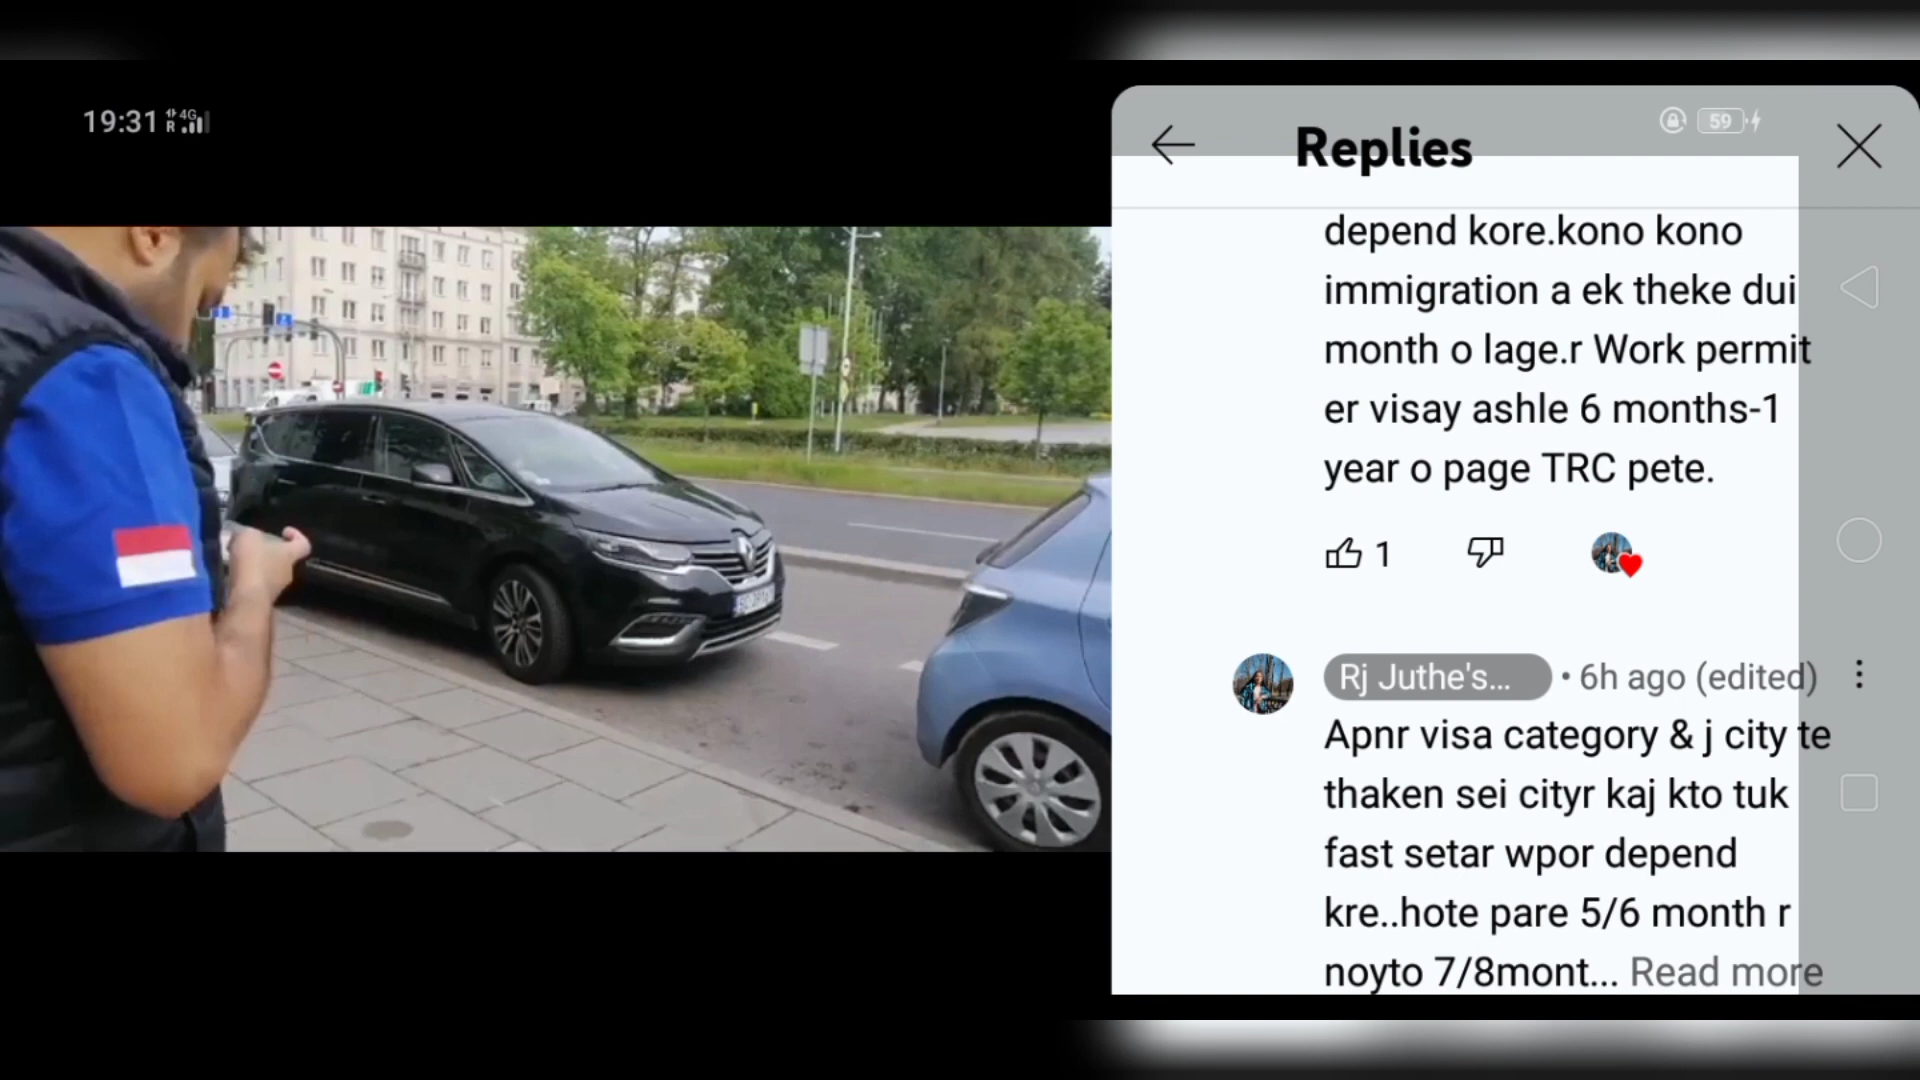 19:31
4G
R
59
Replies
depend kore.kono kono
immigration a ek theke dui
month o lage.r Work permit
er visay ashle 6 months-1
year o page TRC pete.
1
Rj Juthe's... • 6h ago (edited)
Apnr visa category & j city te
thaken sei cityr kaj kto tuk
fast setar wpor depend
kre..hote pare 5/6 month r
noyto 7/8mont... Read more